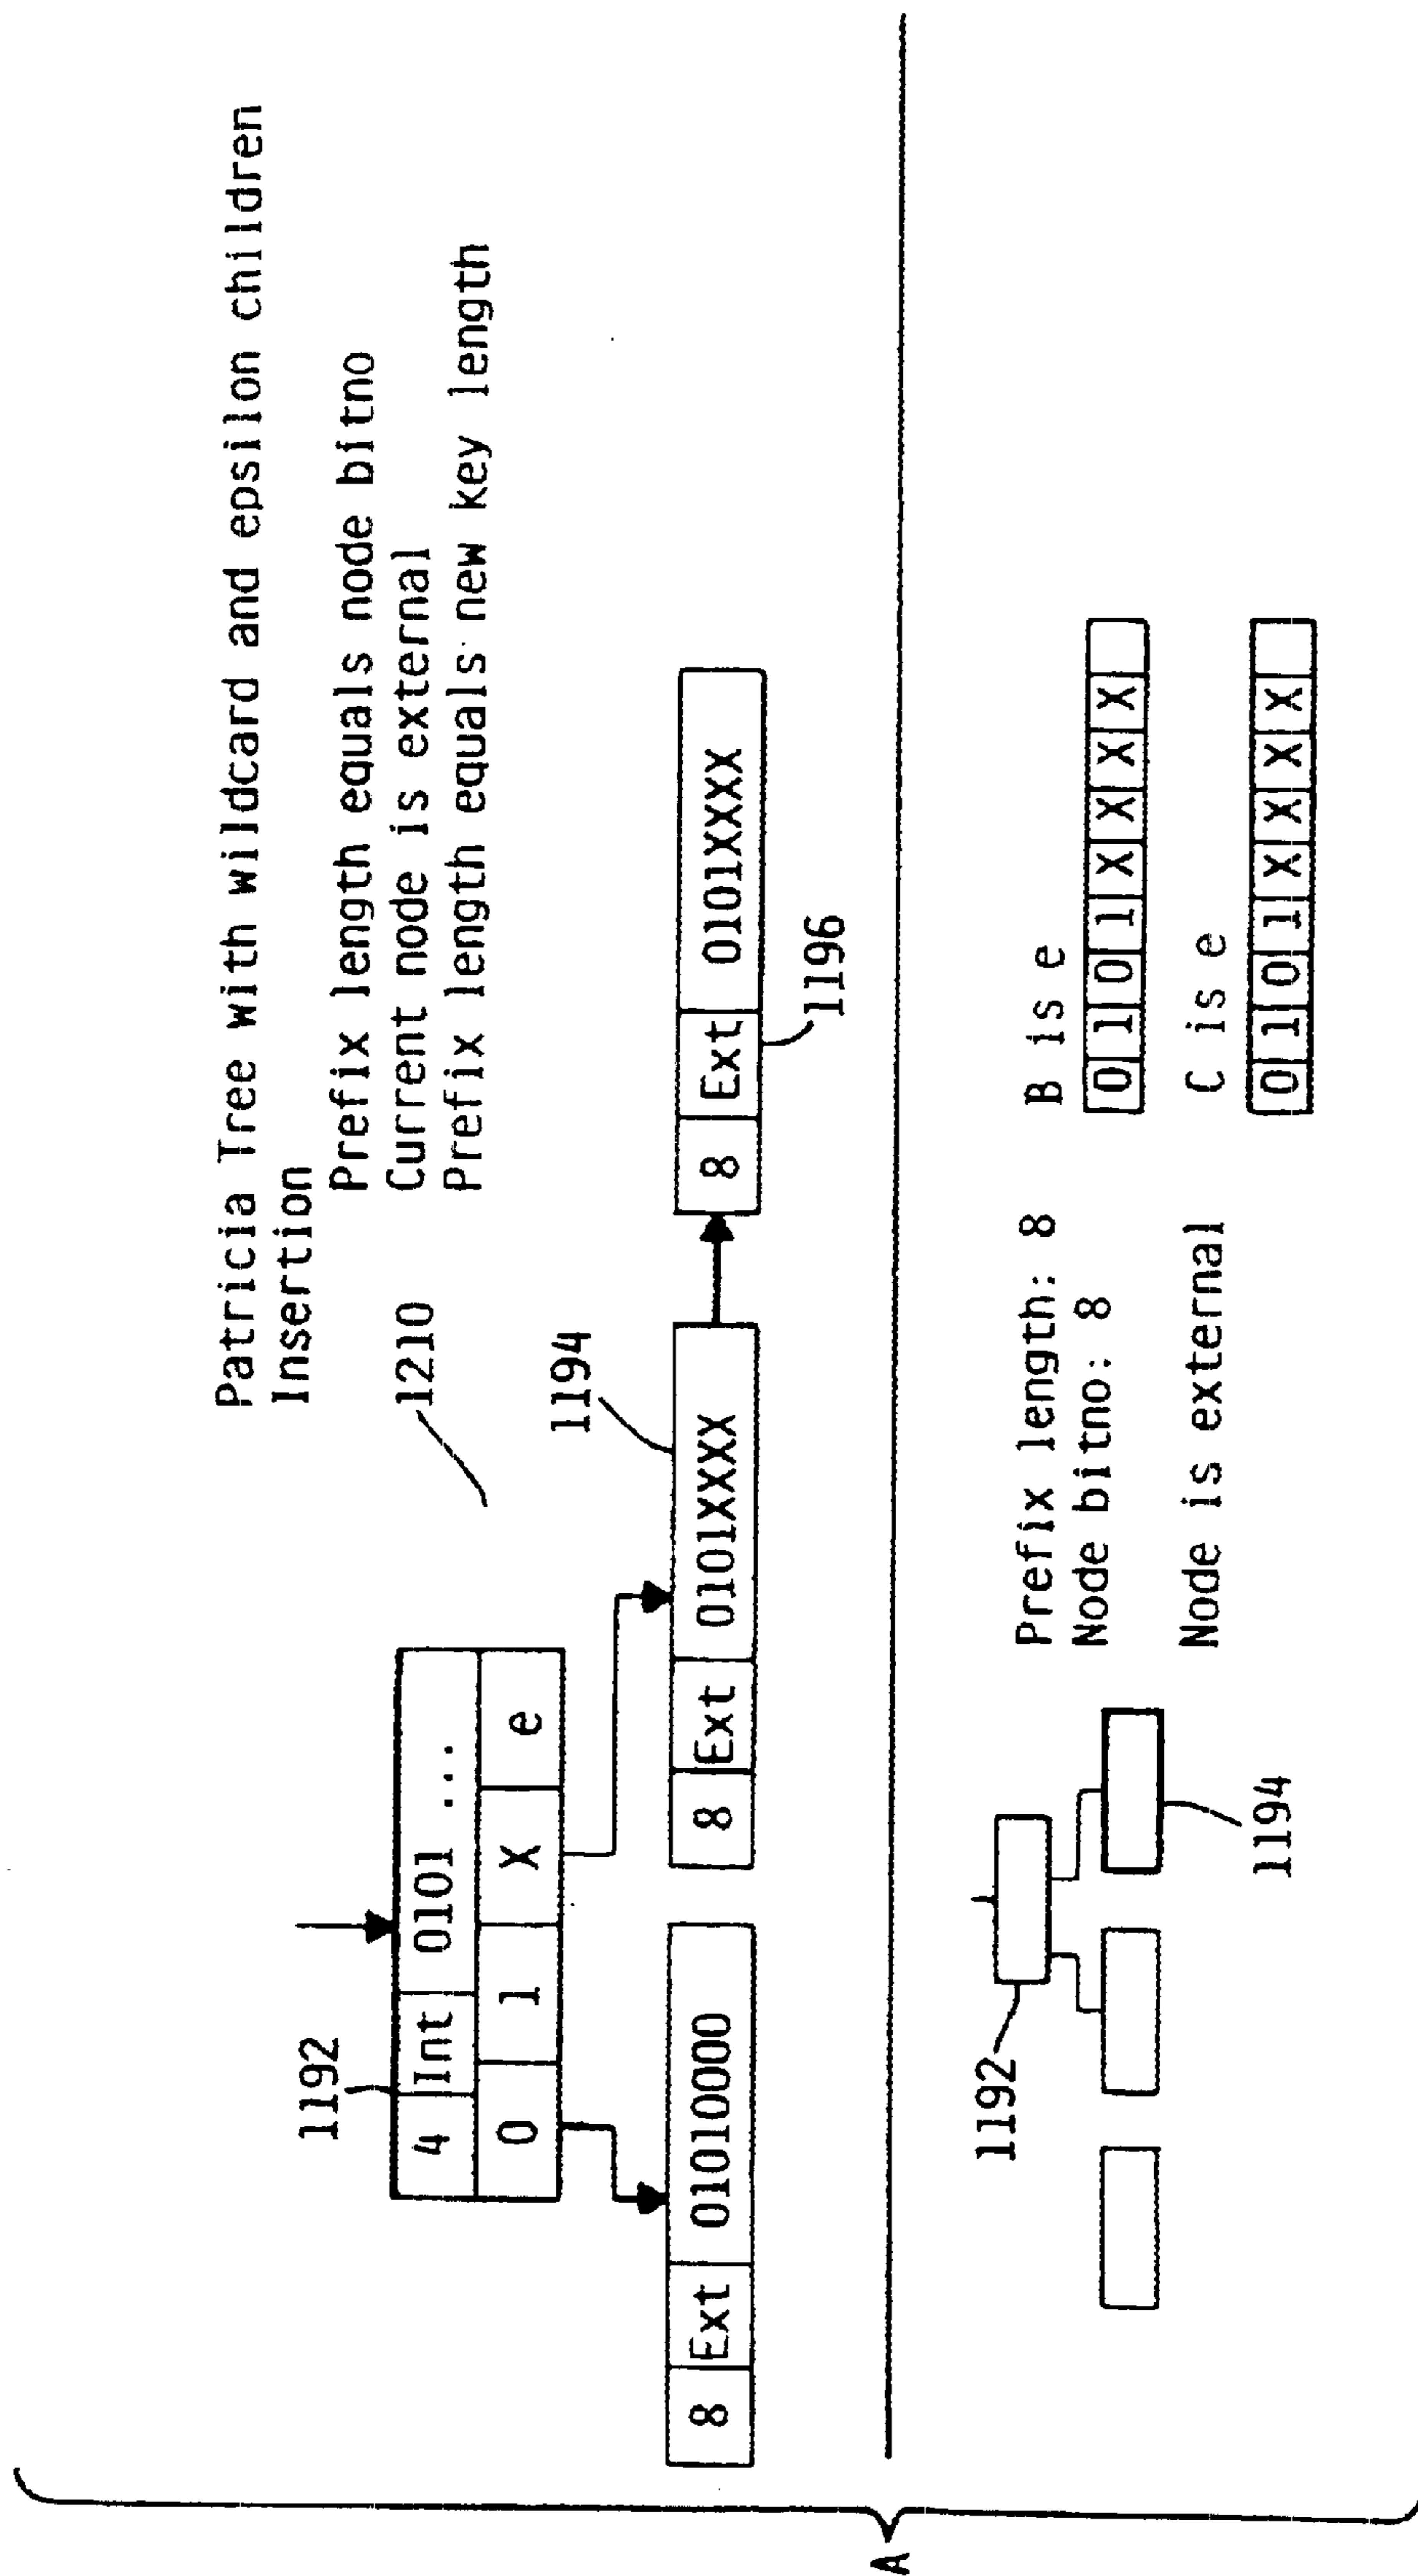 Patricia Tree with wildcard and epsilon children
Insertion
Prefix length equals node bitno
Current node is external
Prefix length equals new key length
1210
1192
4 Int 0101 ...
0 1 X e
1194
8 Ext 01010000
8 Ext 0101XXXX
8 Ext 0101XXXX
1196
A
1192
1194
Prefix length: 8
Node bitno: 8
Node is external
B is e
0 1 0 1 X X X X
C is e
0 1 0 1 X X X X